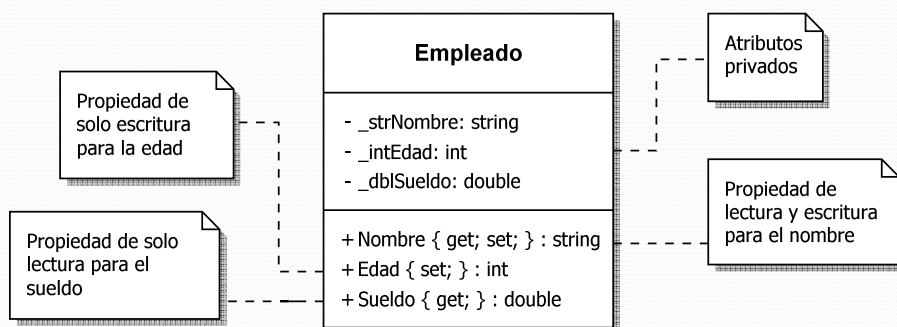 Empleado
- _strNombre: string
- _intEdad: int
- _dblSueldo: double
+ Nombre { get; set; } : string
+ Edad { set; } : int
+ Sueldo { get; } : double
Propiedad de
solo escritura
para la edad
Propiedad de solo
lectura para el
sueldo
Atributos
privados
Propiedad de
lectura y escritura
para el nombre